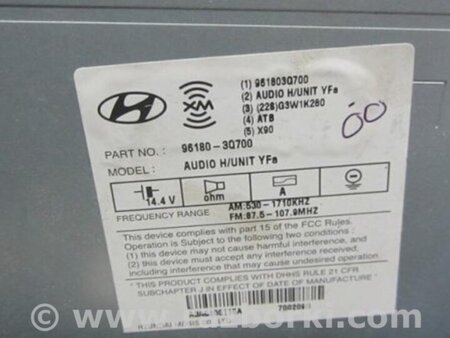 XM
(1) 961803Q700
(2) AUDIO H/UNIT YFa
(3) (228)G3W1K280
(4) ATB
(5) X90
PART NO. : 96180-3Q700
MODEL : AUDIO H/UNIT YFa
14.4V ohm A
FREQUENCY RANGE AM:530-1710KHZ
FM:87.5-107.9MHZ
This device complies with part 15 of the FCC Rules.
Operation is Subject to the following two conditions:
(1) This device may not cause harmful interference, and
(2) this device must accept any interference received,
including interference that may cause undesired operation.
" THIS PRODUCT COMPLIES WITH DHHS RULE 21 CFR
SUBCHAPTER J IN EFFECT OF DATE OF MANUFACTURE "